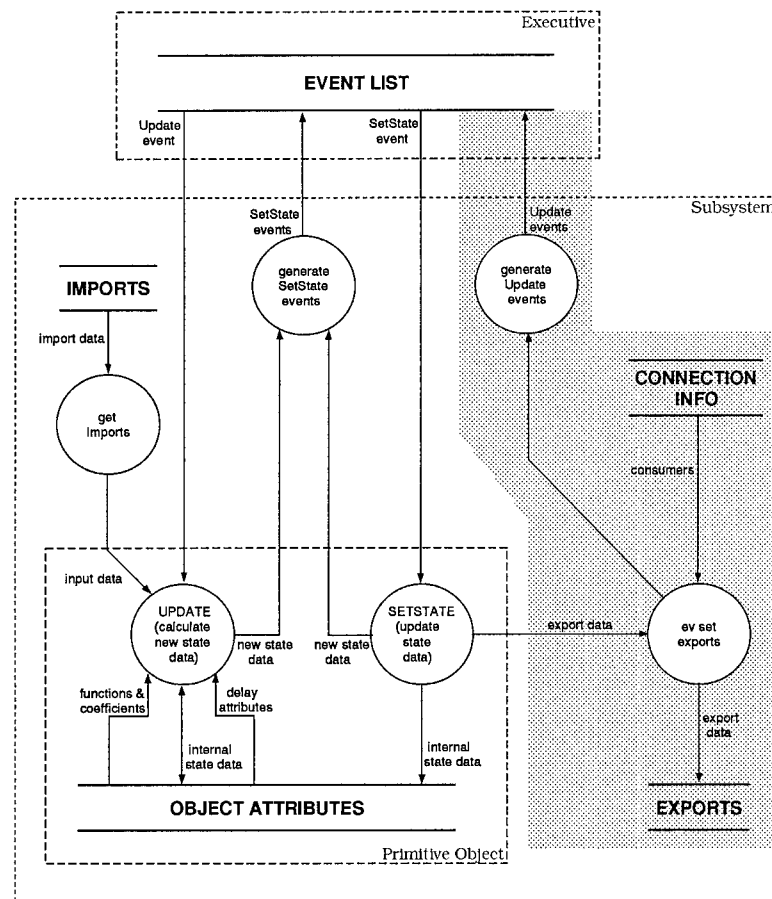 Executive
EVENT LIST
Update
event
SetState
event
Subsystem
SetState
events
Update
events
generate
SetState
events
generate
Update
events
IMPORTS
import data
get
imports
CONNECTION
INFO
consumers
input data
UPDATE
(calculate
new state
data)
new state
data
new state
data
SETSTATE
(update
state
data)
export data
ev set
exports
functions &
coefficients
delay
attributes
internal
state data
internal
state data
export
data
OBJECT ATTRIBUTES
EXPORTS
Primitive Object